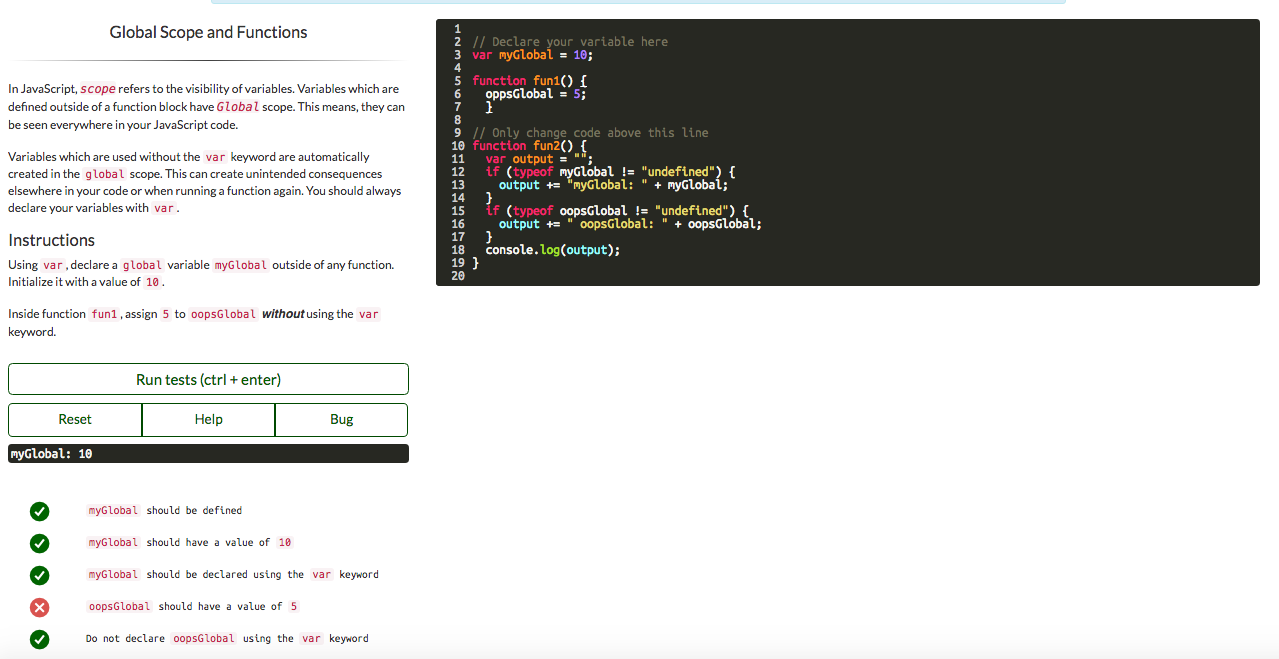 Global Scope and Functions
In JavaScript, scope refers to the visibility of variables. Variables which are
defined outside of a function block have Global scope. This means, they can
be seen everywhere in your JavaScript code.
Variables which are used without the var keyword are automatically
created in the global scope. This can create unintended consequences
elsewhere in your code or when running a function again. You should always
declare your variables with var.
Instructions
Using var, declare a global variable myGlobal outside of any function.
Initialize it with a value of 10.
Inside function fun1, assign 5 to oopsGlobal without using the var
keyword.
Run tests (ctrl + enter)
Reset Help Bug
myGlobal: 10
myGlobal should be defined
myGlobal should have a value of 10
myGlobal should be declared using the var keyword
oopsGlobal should have a value of 5
Do not declare oopsGlobal using the var keyword
1
2 // Declare your variable here
3 var myGlobal = 10;
4
5 function fun1() {
6 oppsGlobal = 5;
7 }
8
9 // Only change code above this line
10 function fun2() {
11 var output = "";
12 if (typeof myGlobal != "undefined") {
13 output += "myGlobal: " + myGlobal;
14 }
15 if (typeof oopsGlobal != "undefined") {
16 output += " oopsGlobal: " + oopsGlobal;
17 }
18 console.log(output);
19 }
20